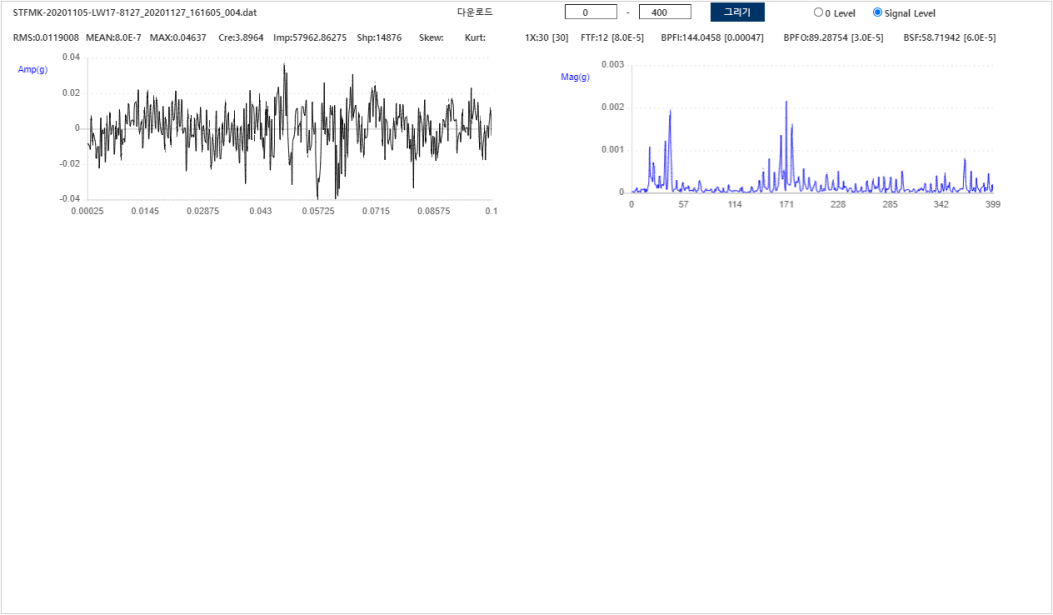 STFMK-20201105-LW17-8127_20201127_161605_004.dat 다운로드 0 - 400 그리기 0 Level Signal Level
RMS:0.0119008 MEAN:8.0E-7 MAX:0.04637 Cre:3.8964 Imp:57962.86275 Shp:14876 Skew: Kurt: 1X:30 [30] FTF:12 [8.0E-5] BPFI:144.0458 [0.00047] BPFO:89.28754 [3.0E-5] BSF:58.71942 [6.0E-5]
Amp(g)
0.04
0.02
0
-0.02
-0.04
0.00025 0.0145 0.02875 0.043 0.05725 0.0715 0.08575 0.1
Mag(g)
0.003
0.002
0.001
0
0 57 114 171 228 285 342 399